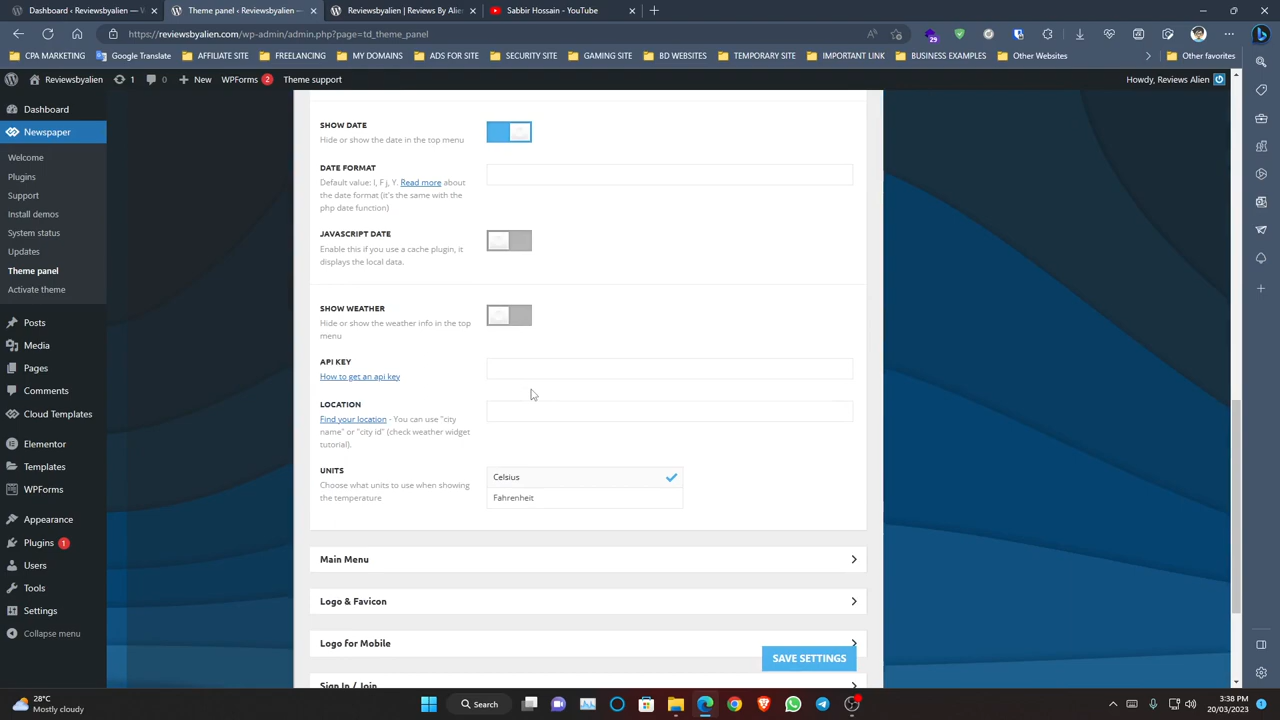 Dashboard ‹ Reviewsbyalien — V
Theme panel ‹ Reviewsbyalien
Reviewsbyalien | Reviews By Alie
Sabbir Hossain - YouTube
https://reviewsbyalien.com/wp-admin/admin.php?page=td_theme_panel
CPA MARKETING
Google Translate
AFFILIATE SITE
FREELANCING
MY DOMAINS
ADS FOR SITE
SECURITY SITE
GAMING SITE
BD WEBSITES
TEMPORARY SITE
IMPORTANT LINK
BUSINESS EXAMPLES
Other Websites
Other favorites
Reviewsbyalien
1
0
New
WPForms 2
Theme support
Howdy, Reviews Alien
Dashboard
Newspaper
Welcome
Plugins
Support
Install demos
System status
Updates
Theme panel
Activate theme
Posts
Media
Pages
Comments
Cloud Templates
Elementor
Templates
WPForms
Appearance
Plugins 1
Users
Tools
Settings
Collapse menu
SHOW DATE
Hide or show the date in the top menu
DATE FORMAT
Default value: l, F j, Y. Read more about
the date format (it's the same with the
php date function)
JAVASCRIPT DATE
Enable this if you use a cache plugin, it
displays the local data.
SHOW WEATHER
Hide or show the weather info in the top
menu
API KEY
How to get an api key
LOCATION
Find your location - You can use "city
name" or "city id" (check weather widget
tutorial).
UNITS
Choose what units to use when showing
the temperature
Celsius
Fahrenheit
Main Menu
Logo & Favicon
Logo for Mobile
Sign In / Join
SAVE SETTINGS
28°C
Mostly cloudy
Search
3:38 PM
20/03/2023